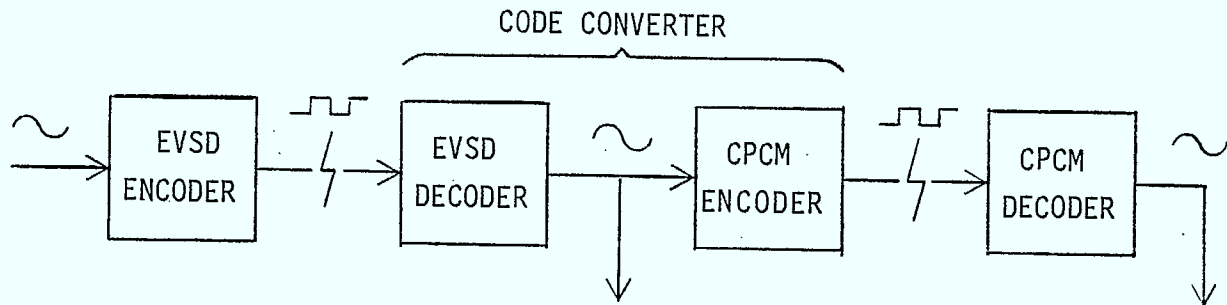 CODE CONVERTER
EVSD
ENCODER
EVSD
DECODER
CPCM
ENCODER
CPCM
DECODER